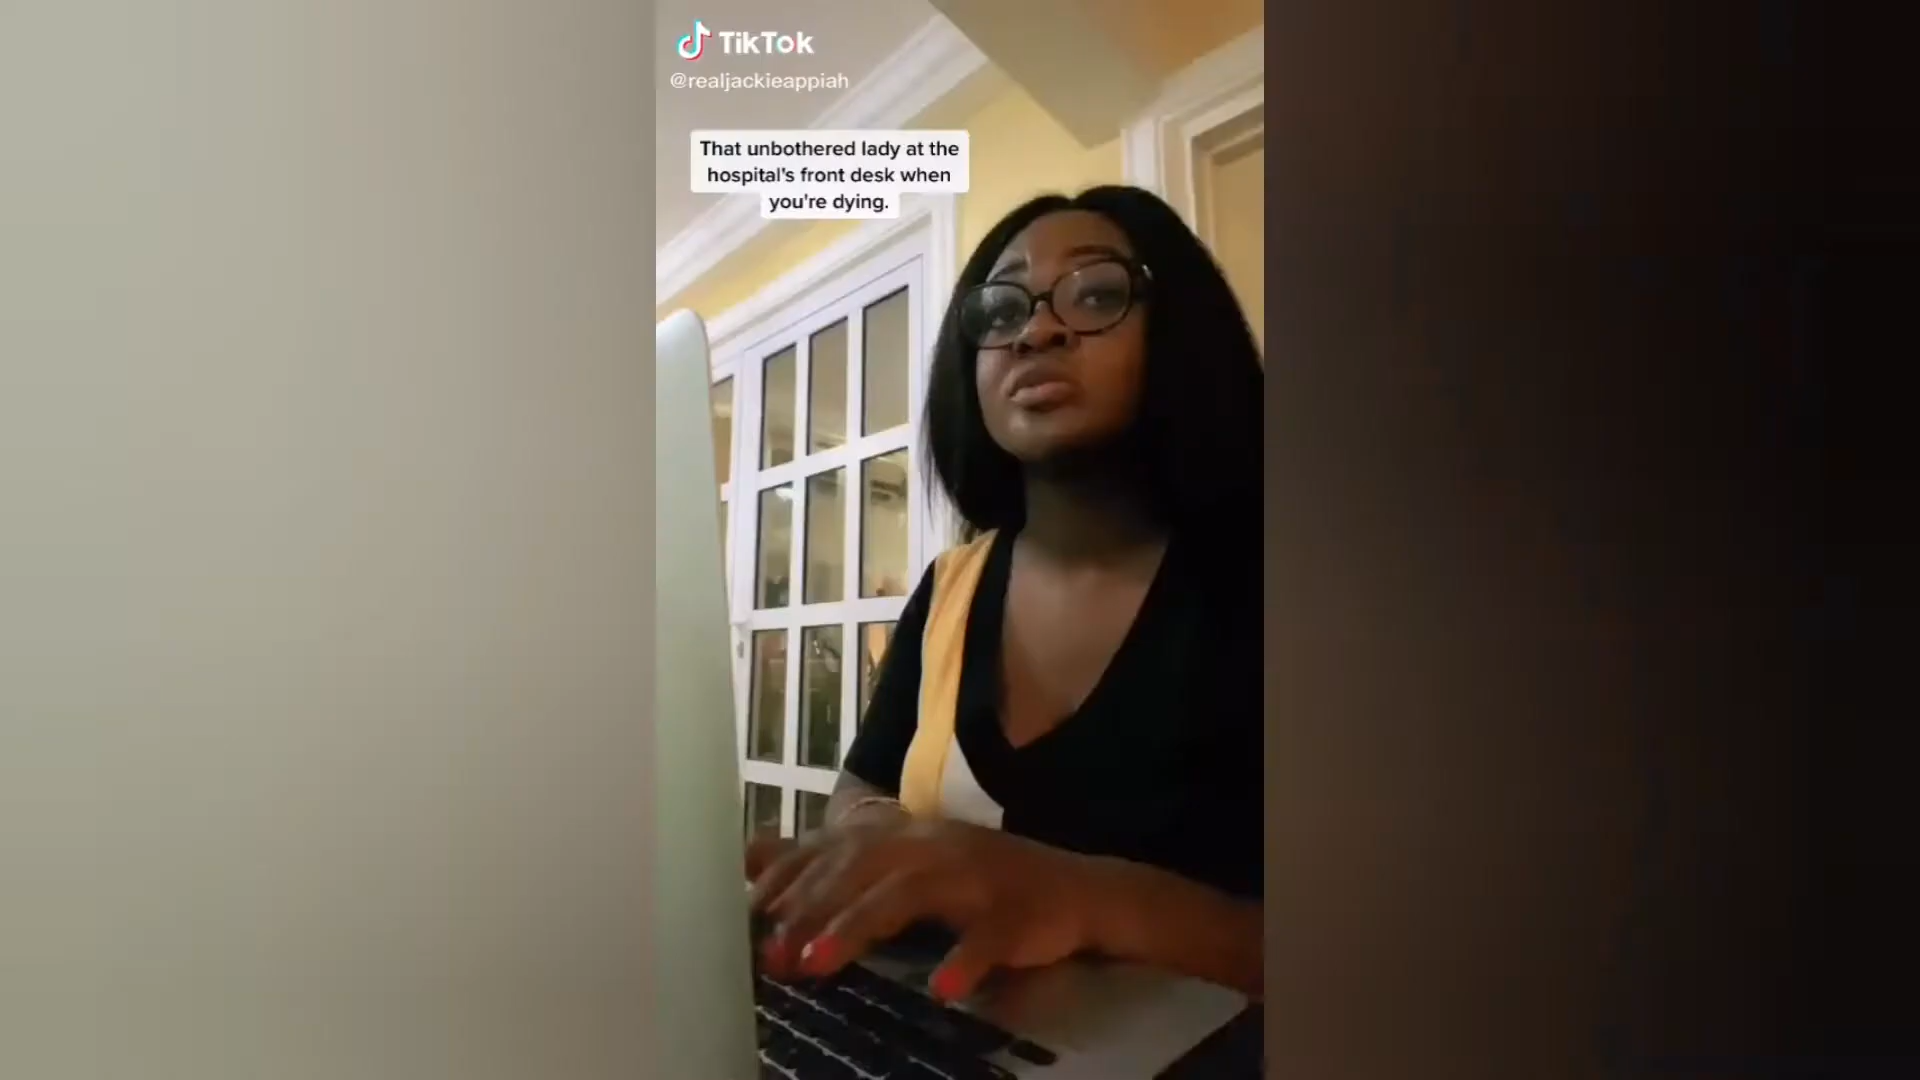 TikTok
@realjackieappiah
That unbothered lady at the
hospital's front desk when
you're dying.